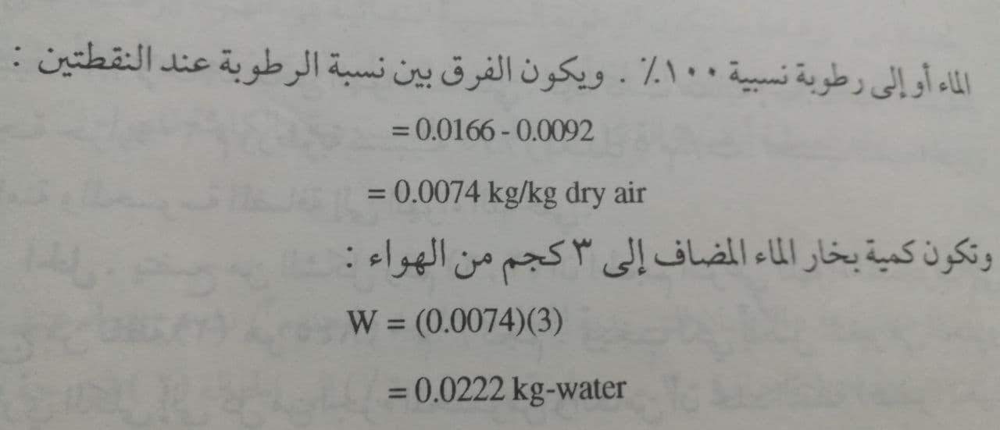 الماء أو إلى رطوبة نسبية ١٠٠٪ . ويكون الفرق بين نسبة الرطوبة عند النقطتين :
= 0.0166 - 0.0092
= 0.0074 kg/kg dry air
وتكون كمية بخار الماء المضاف إلى ٣ كجم من الهواء :
W = (0.0074)(3)
= 0.0222 kg-water